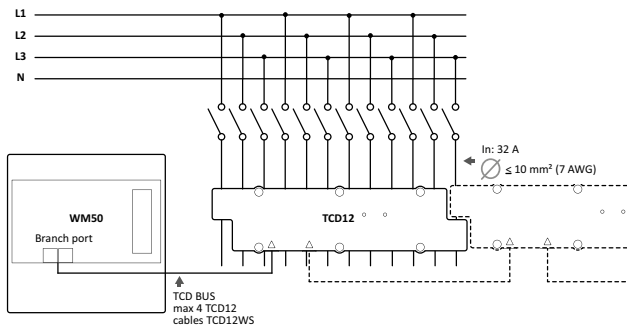 L1
L2
L3
N
In: 32 A
≤ 10 mm² (7 AWG)
WM50
TCD12
Branch port
TCD BUS
max 4 TCD12
cables TCD12WS